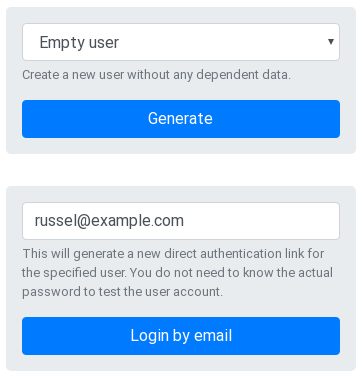 Empty user
Create a new user without any dependent data.
Generate
russel@example.com
This will generate a new direct authentication link for
the specified user. You do not need to know the actual
password to test the user account.
Login by email